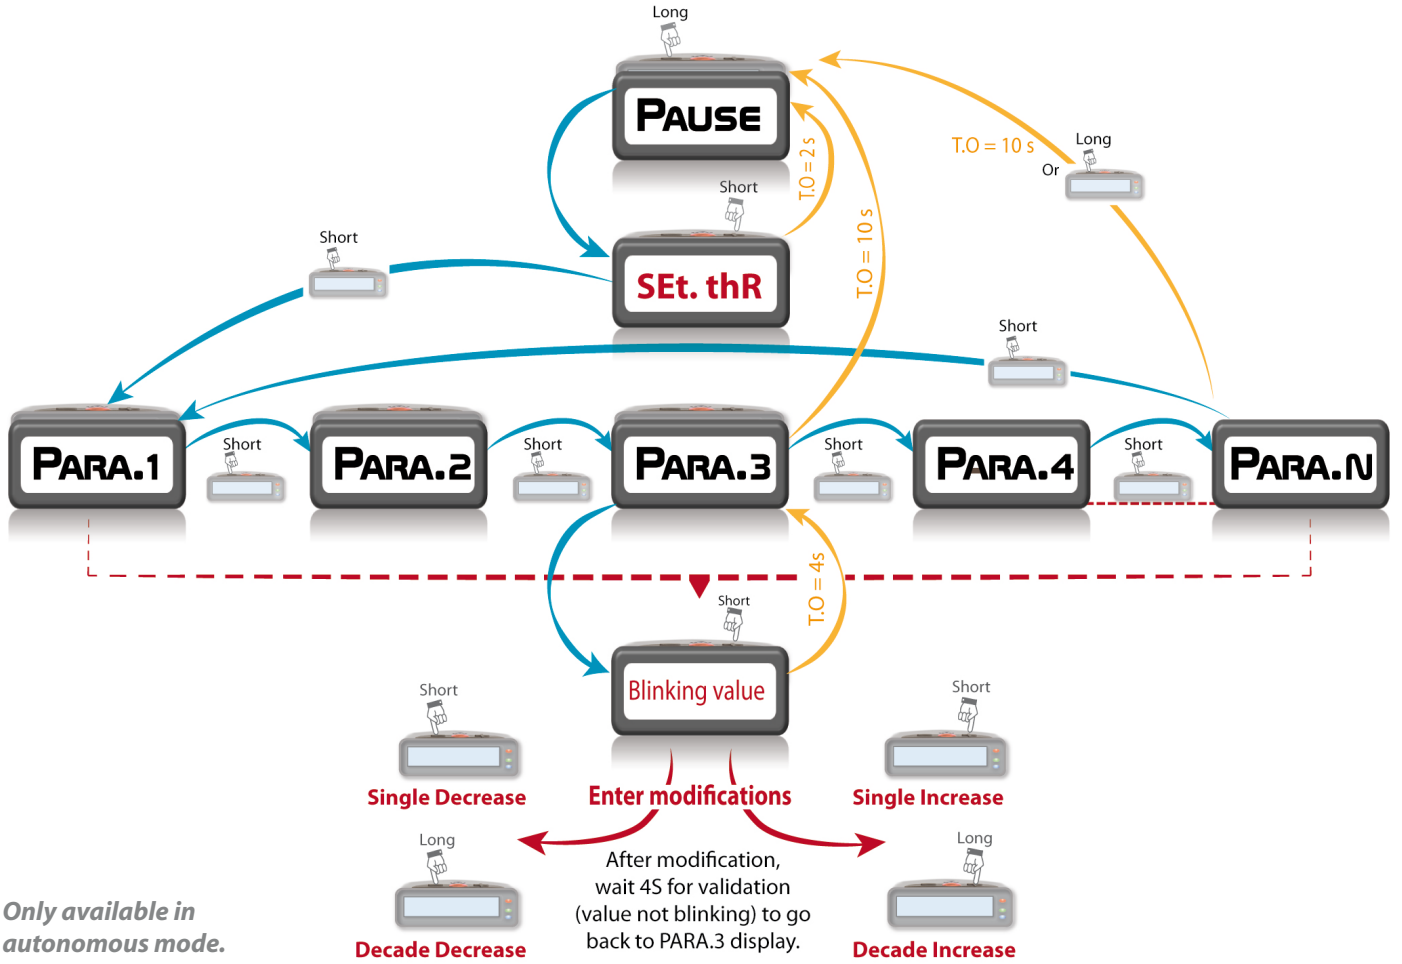 Long
PAUSE
T.O = 2 s
T.O = 10 s
Long
Or
Short
Short
SEt. thR
T.O = 10 s
Short
PARA.1
Short
PARA.2
Short
PARA.3
Short
PARA.4
Short
PARA.N
T.O = 4s
Short
Blinking value
Short
Single Decrease
Enter modifications
Short
Single Increase
Long
Decade Decrease
After modification,
wait 4S for validation
(value not blinking) to go
back to PARA.3 display.
Long
Decade Increase
Only available in
autonomous mode.